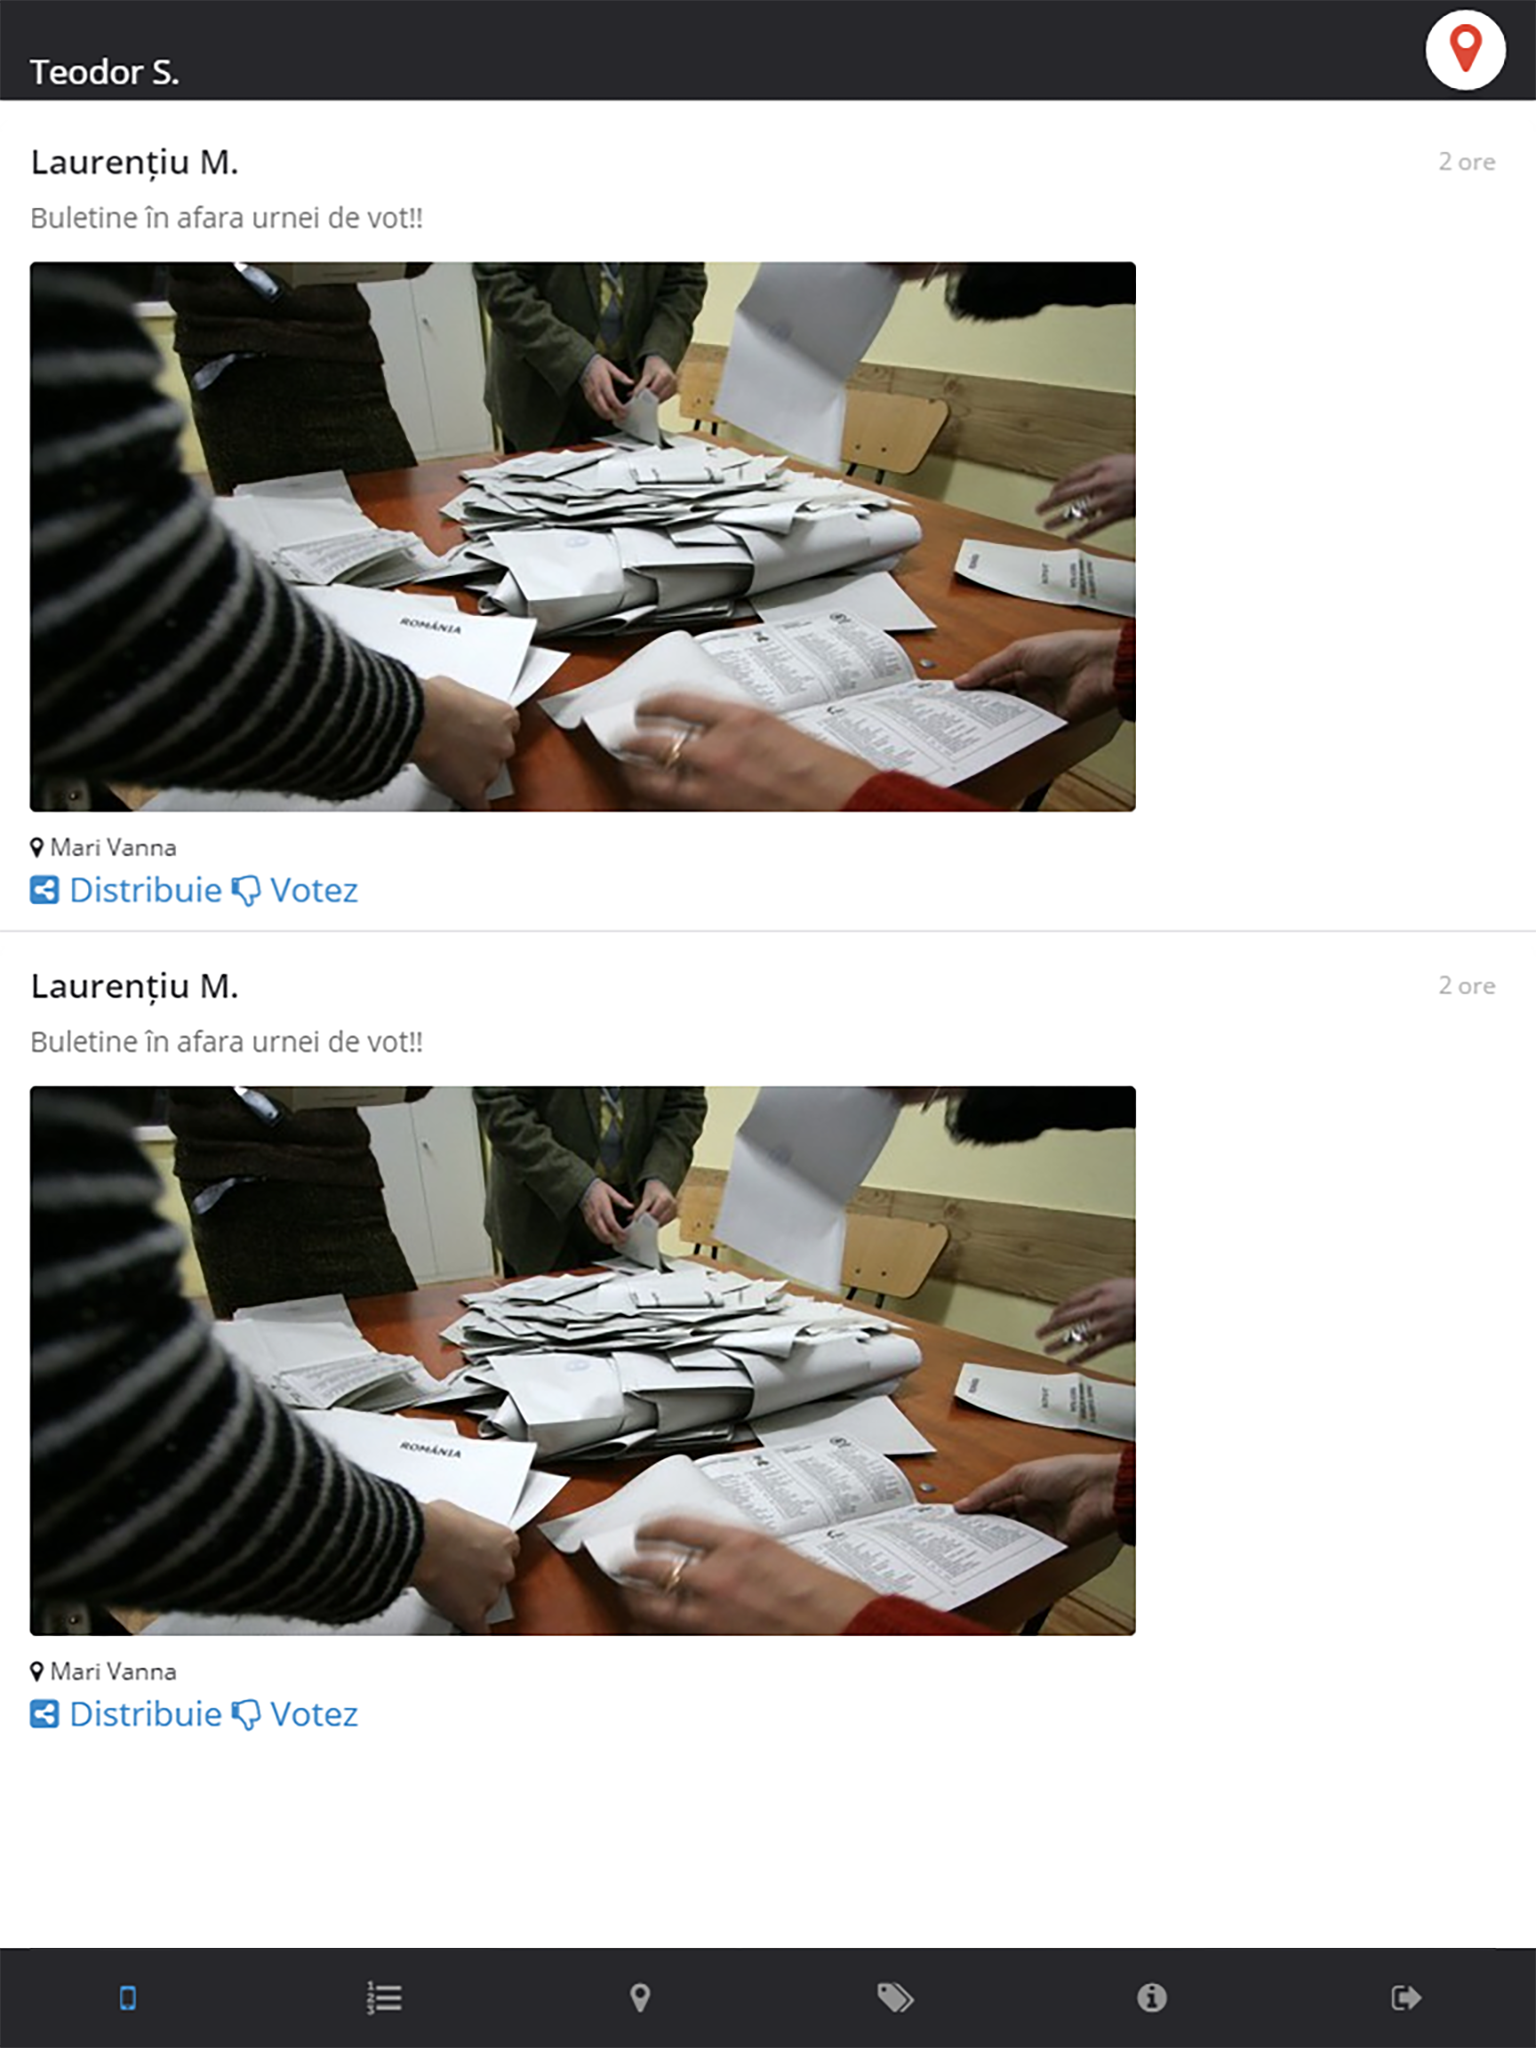 Teodor S.
Laurențiu M.
2 ore
Buletine în afara urnei de vot!!
ROMÂNIA
Mari Vanna
Distribuie Votez
Laurențiu M.
2 ore
Buletine în afara urnei de vot!!
ROMÂNIA
Mari Vanna
Distribuie Votez